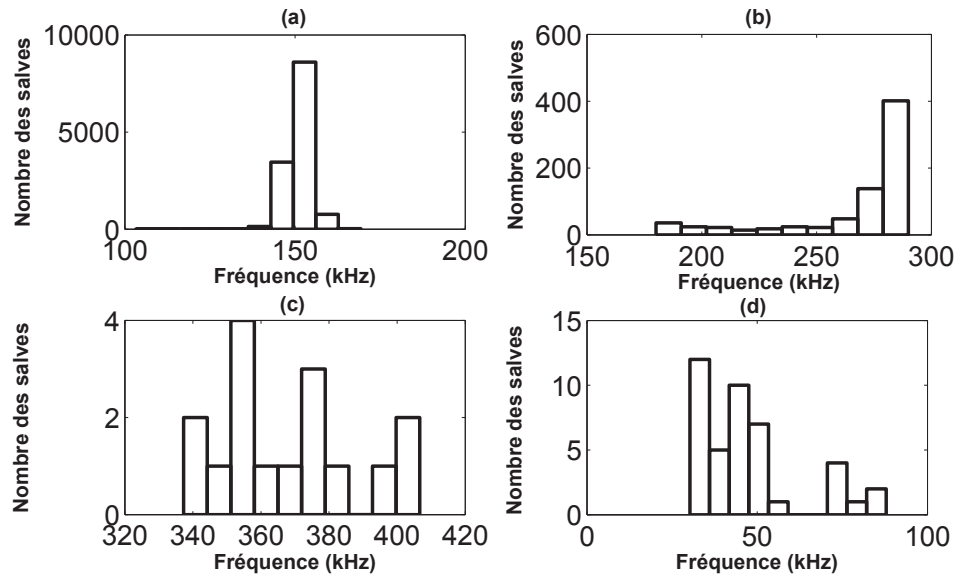 (a)
Nombre des salves
10000
5000
0
100
150
200
Fréquence (kHz)
(b)
Nombre des salves
600
400
200
0
150
200
250
300
Fréquence (kHz)
(c)
Nombre des salves
4
2
0
320
340
360
380
400
420
Fréquence (kHz)
(d)
Nombre des salves
15
10
5
0
0
50
100
Fréquence (kHz)